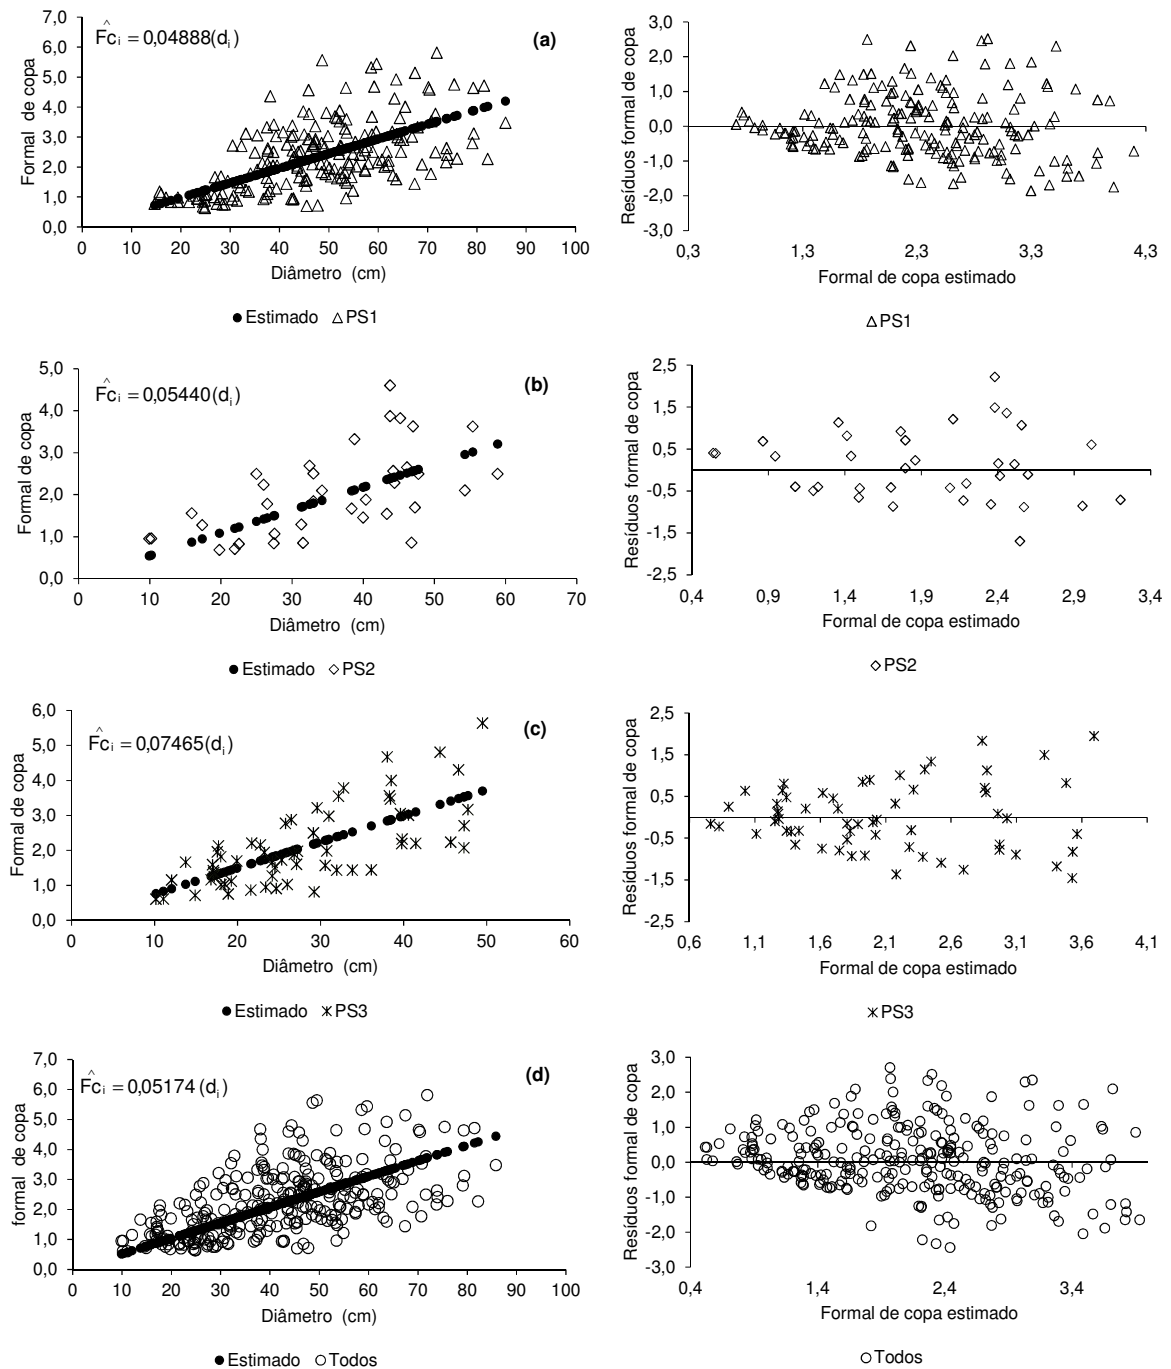 F̂c i = 0,04888(d i)
(a)
Formal de copa
7,0
6,0
5,0
4,0
3,0
2,0
1,0
0,0
0 10 20 30 40 50 60 70 80 90 100
Diâmetro (cm)
Estimado PS1
Resíduos formal de copa
3,0
2,0
1,0
0,0
-1,0
-2,0
-3,0
0,3 1,3 2,3 3,3 4,3
Formal de copa estimado
PS1
F̂c i = 0,05440(d i)
(b)
Formal de copa
5,0
4,0
3,0
2,0
1,0
0,0
0 10 20 30 40 50 60 70
Diâmetro (cm)
Estimado PS2
Resíduos formal de copa
2,5
1,5
0,5
-0,5
-1,5
-2,5
0,4 0,9 1,4 1,9 2,4 2,9 3,4
Formal de copa estimado
PS2
F̂c i = 0,07465(d i)
(c)
Formal de copa
6,0
5,0
4,0
3,0
2,0
1,0
0,0
0 10 20 30 40 50 60
Diâmetro (cm)
Estimado PS3
Resíduos formal de copa
2,5
1,5
0,5
-0,5
-1,5
-2,5
0,6 1,1 1,6 2,1 2,6 3,1 3,6 4,1
Formal de copa estimado
PS3
F̂c i = 0,05174 (d i)
(d)
formal de copa
7,0
6,0
5,0
4,0
3,0
2,0
1,0
0,0
0 10 20 30 40 50 60 70 80 90 100
Diâmetro (cm)
Estimado Todos
Resíduos formal de copa
3,0
2,0
1,0
0,0
-1,0
-2,0
-3,0
0,4 1,4 2,4 3,4
Formal de copa estimado
Todos